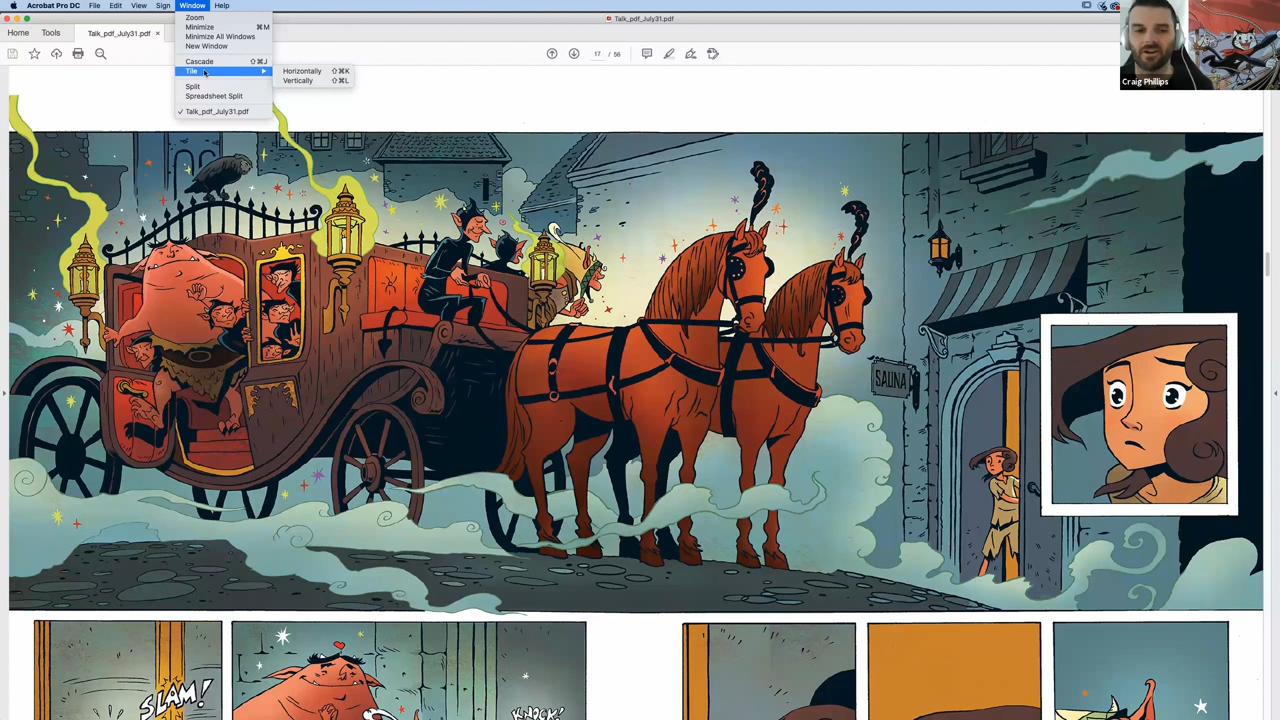 Acrobat Pro DC File Edit View Sign Window Help
Talk_pdf_July31.pdf
Home Tools Talk_pdf_July31.pdf ×
17 / 56
Zoom
Minimize ⌘M
Minimize All Windows
New Window
Cascade ⇧⌘J
Tile
Horizontally ⇧⌘K
Vertically ⇧⌘L
Split
Spreadsheet Split
✓ Talk_pdf_July31.pdf
Craig Phillips
SAUNA
SLAM!
KNOCK!